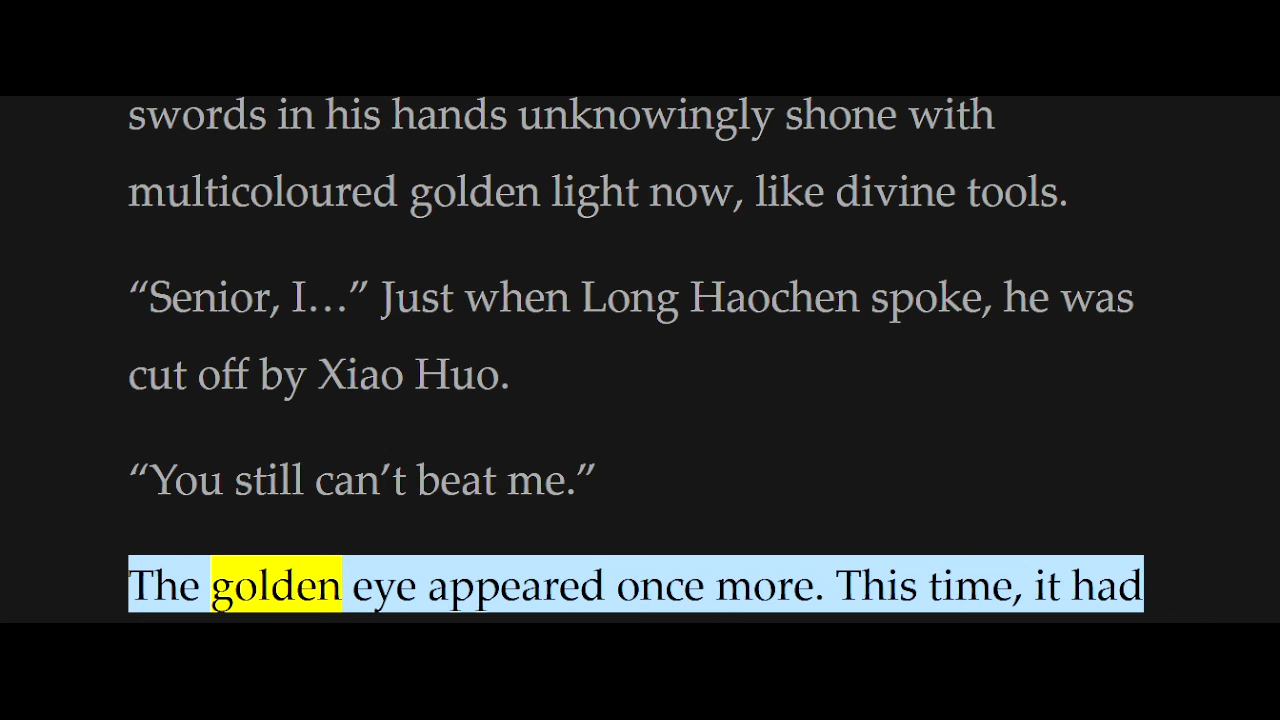 swords in his hands unknowingly shone with
multicoloured golden light now, like divine tools.
“Senior, I…” Just when Long Haochen spoke, he was
cut off by Xiao Huo.
“You still can’t beat me.”
The golden eye appeared once more. This time, it had